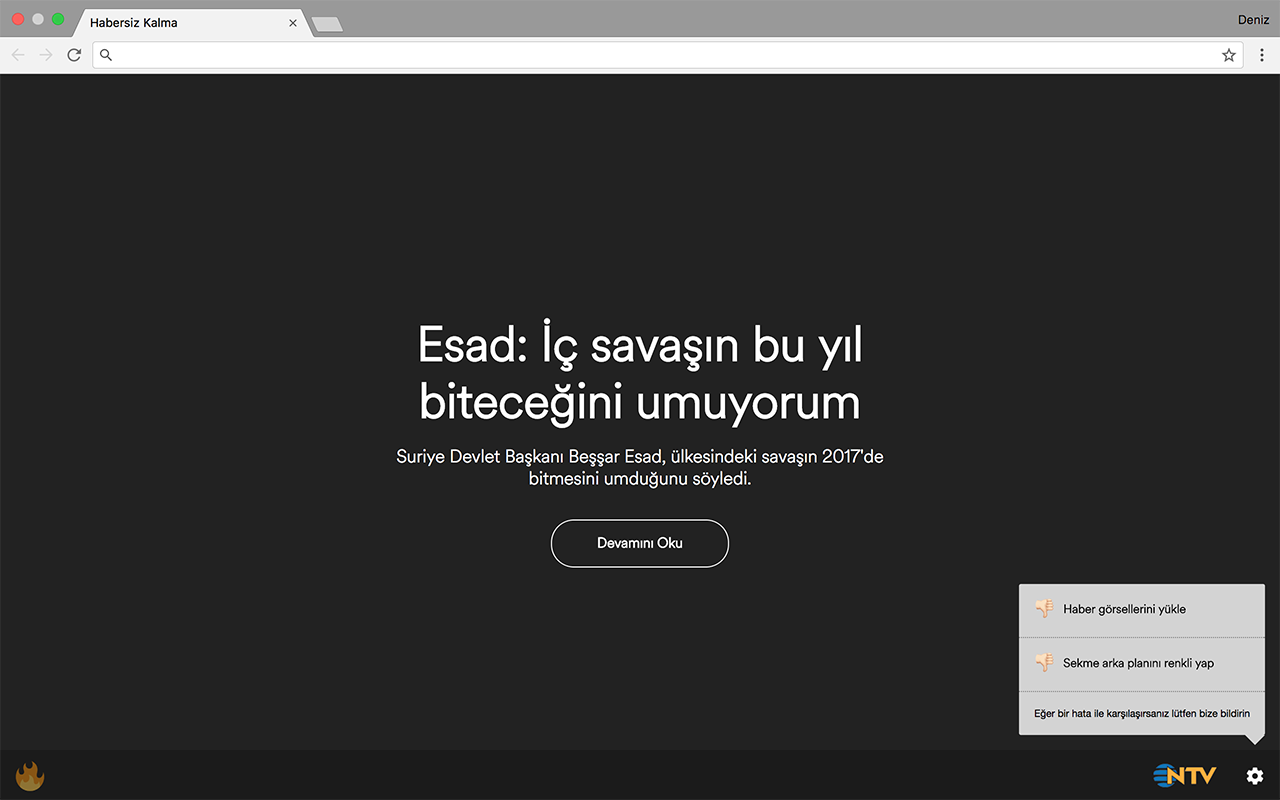 Habersiz Kalma
Deniz
Esad: İç savaşın bu yıl
biteceğini umuyorum
Suriye Devlet Başkanı Beşşar Esad, ülkesindeki savaşın 2017'de
bitmesini umduğunu söyledi.
Devamını Oku
Haber görsellerini yükle
Sekme arka planını renkli yap
Eğer bir hata ile karşılaşırsanız lütfen bize bildirin
NTV